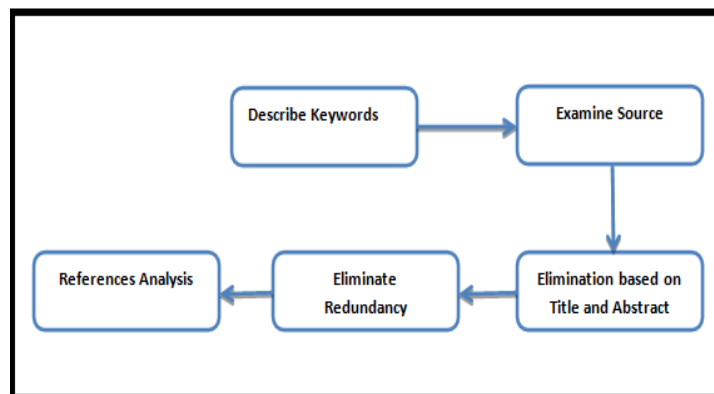 Describe Keywords
Examine Source
Elimination based on
Title and Abstract
Eliminate
Redundancy
References Analysis